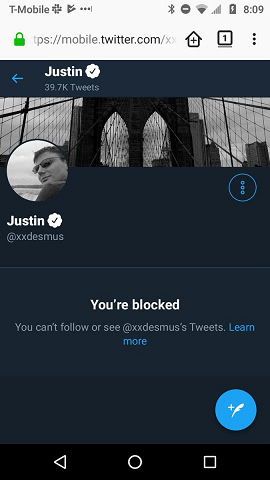 T-Mobile 8:09
tps://mobile.twitter.com/xx
1
Justin
39.7K Tweets
Justin
@xxdesmus
You're blocked
You can't follow or see @xxdesmus's Tweets. Learn
more